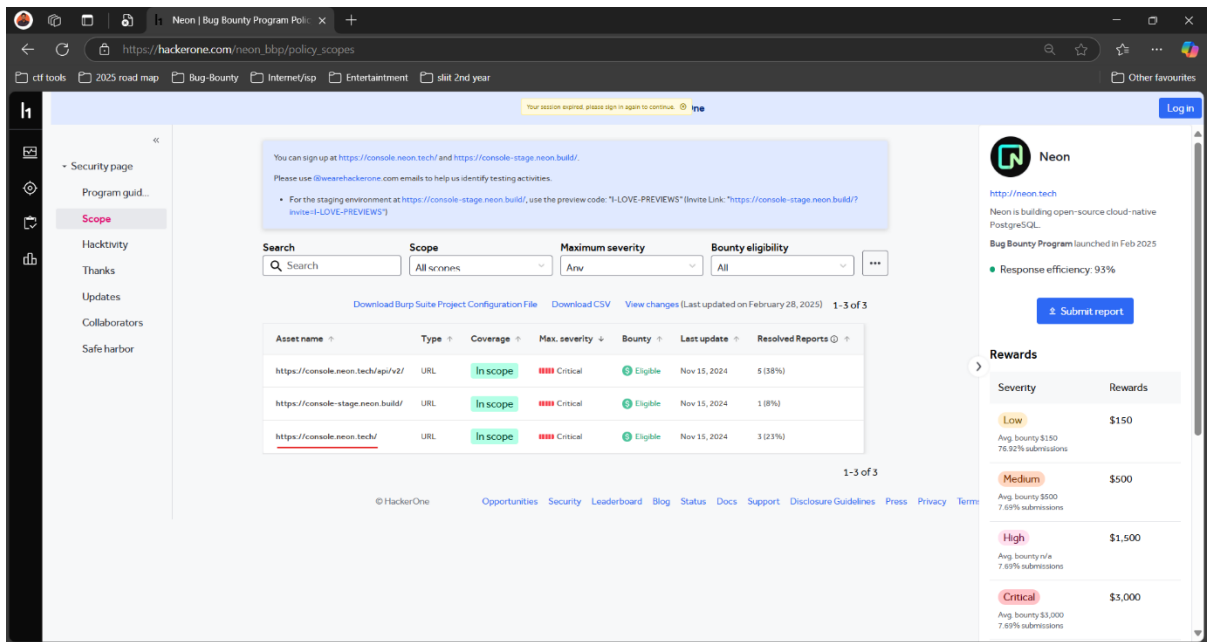 Neon | Bug Bounty Program Polic
https://hackerone.com/neon_bbp/policy_scopes
ctf tools
2025 road map
Bug-Bounty
Internet/isp
Entertaintment
sliit 2nd year
Other favourites
Your session expired, please sign in again to continue.
Log in
Security page
Program guid...
Scope
Hacktivity
Thanks
Updates
Collaborators
Safe harbor
You can sign up at https://console.neon.tech/ and https://console-stage.neon.build/.
Please use @wearehackerone.com emails to help us identify testing activities.
• For the staging environment at https://console-stage.neon.build/, use the preview code: "I-LOVE-PREVIEWS" (Invite Link: "https://console-stage.neon.build/?
invite=I-LOVE-PREVIEWS")
Search Scope Maximum severity Bounty eligibility
Search All scopes Any All
Download Burp Suite Project Configuration File Download CSV View changes (Last updated on February 28, 2025) 1-3 of 3
Asset name Type Coverage Max. severity Bounty Last update Resolved Reports
https://console.neon.tech/api/v2/ URL In scope Critical Eligible Nov 15, 2024 5 (38%)
https://console-stage.neon.build/ URL In scope Critical Eligible Nov 15, 2024 1 (8%)
https://console.neon.tech/ URL In scope Critical Eligible Nov 15, 2024 3 (23%)
1-3 of 3
© HackerOne Opportunities Security Leaderboard Blog Status Docs Support Disclosure Guidelines Press Privacy Terms
Neon
http://neon.tech
Neon is building open-source cloud-native
PostgreSQL.
Bug Bounty Program launched in Feb 2025
Response efficiency: 93%
Submit report
Rewards
Severity Rewards
Low $150
Avg. bounty $150
76.92% submissions
Medium $500
Avg. bounty $500
7.69% submissions
High $1,500
Avg. bounty n/a
7.69% submissions
Critical $3,000
Avg. bounty $3,000
7.69% submissions